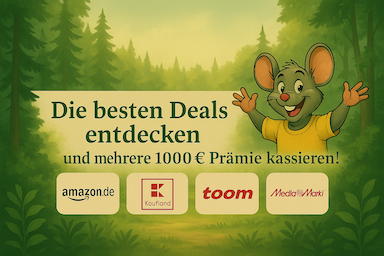 Die besten Deals
entdecken
und mehrere 1000 € Prämie kassieren!
amazon.de
Kaufland
toom
MediaMarkt